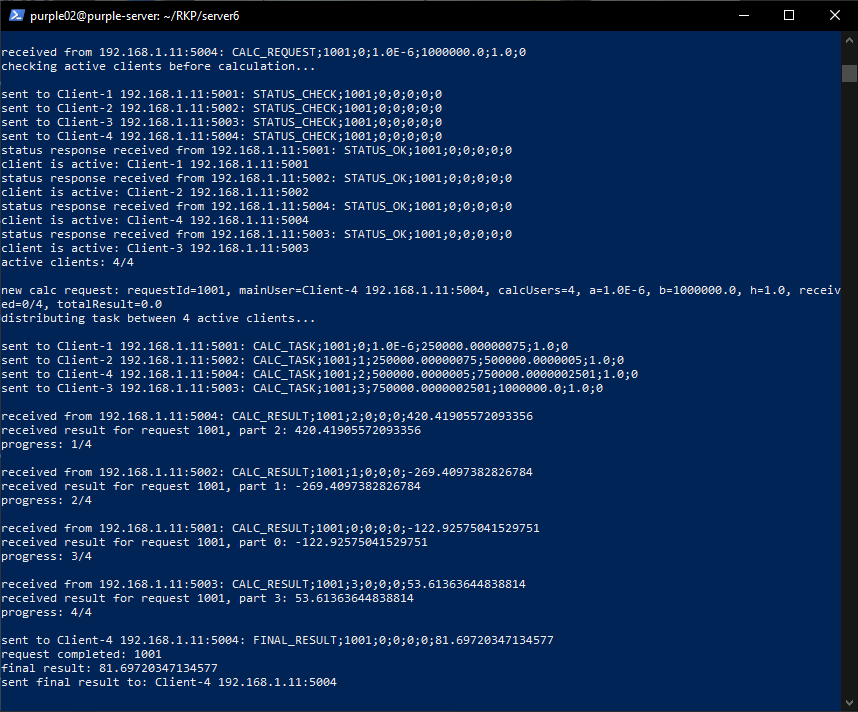 purple02@purple-server: ~/RKP/server6
received from 192.168.1.11:5004: CALC_REQUEST;1001;0;1.0E-6;1000000.0;1.0;0
checking active clients before calculation...
sent to Client-1 192.168.1.11:5001: STATUS_CHECK;1001;0;0;0;0;0
sent to Client-2 192.168.1.11:5002: STATUS_CHECK;1001;0;0;0;0;0
sent to Client-3 192.168.1.11:5003: STATUS_CHECK;1001;0;0;0;0;0
sent to Client-4 192.168.1.11:5004: STATUS_CHECK;1001;0;0;0;0;0
status response received from 192.168.1.11:5001: STATUS_OK;1001;0;0;0;0;0
client is active: Client-1 192.168.1.11:5001
status response received from 192.168.1.11:5002: STATUS_OK;1001;0;0;0;0;0
client is active: Client-2 192.168.1.11:5002
status response received from 192.168.1.11:5004: STATUS_OK;1001;0;0;0;0;0
client is active: Client-4 192.168.1.11:5004
status response received from 192.168.1.11:5003: STATUS_OK;1001;0;0;0;0;0
client is active: Client-3 192.168.1.11:5003
active clients: 4/4
new calc request: requestId=1001, mainUser=Client-4 192.168.1.11:5004, calcUsers=4, a=1.0E-6, b=1000000.0, h=1.0, receiv
ed=0/4, totalResult=0.0
distributing task between 4 active clients...
sent to Client-1 192.168.1.11:5001: CALC_TASK;1001;0;1.0E-6;250000.00000075;1.0;0
sent to Client-2 192.168.1.11:5002: CALC_TASK;1001;1;250000.00000075;500000.0000005;1.0;0
sent to Client-4 192.168.1.11:5004: CALC_TASK;1001;2;500000.0000005;750000.0000002501;1.0;0
sent to Client-3 192.168.1.11:5003: CALC_TASK;1001;3;750000.0000002501;1000000.0;1.0;0
received from 192.168.1.11:5004: CALC_RESULT;1001;2;0;0;0;420.41905572093356
received result for request 1001, part 2: 420.41905572093356
progress: 1/4
received from 192.168.1.11:5002: CALC_RESULT;1001;1;0;0;0;-269.4097382826784
received result for request 1001, part 1: -269.4097382826784
progress: 2/4
received from 192.168.1.11:5001: CALC_RESULT;1001;0;0;0;0;-122.92575041529751
received result for request 1001, part 0: -122.92575041529751
progress: 3/4
received from 192.168.1.11:5003: CALC_RESULT;1001;3;0;0;0;53.61363644838814
received result for request 1001, part 3: 53.61363644838814
progress: 4/4
sent to Client-4 192.168.1.11:5004: FINAL_RESULT;1001;0;0;0;0;81.69720347134577
request completed: 1001
final result: 81.69720347134577
sent final result to: Client-4 192.168.1.11:5004